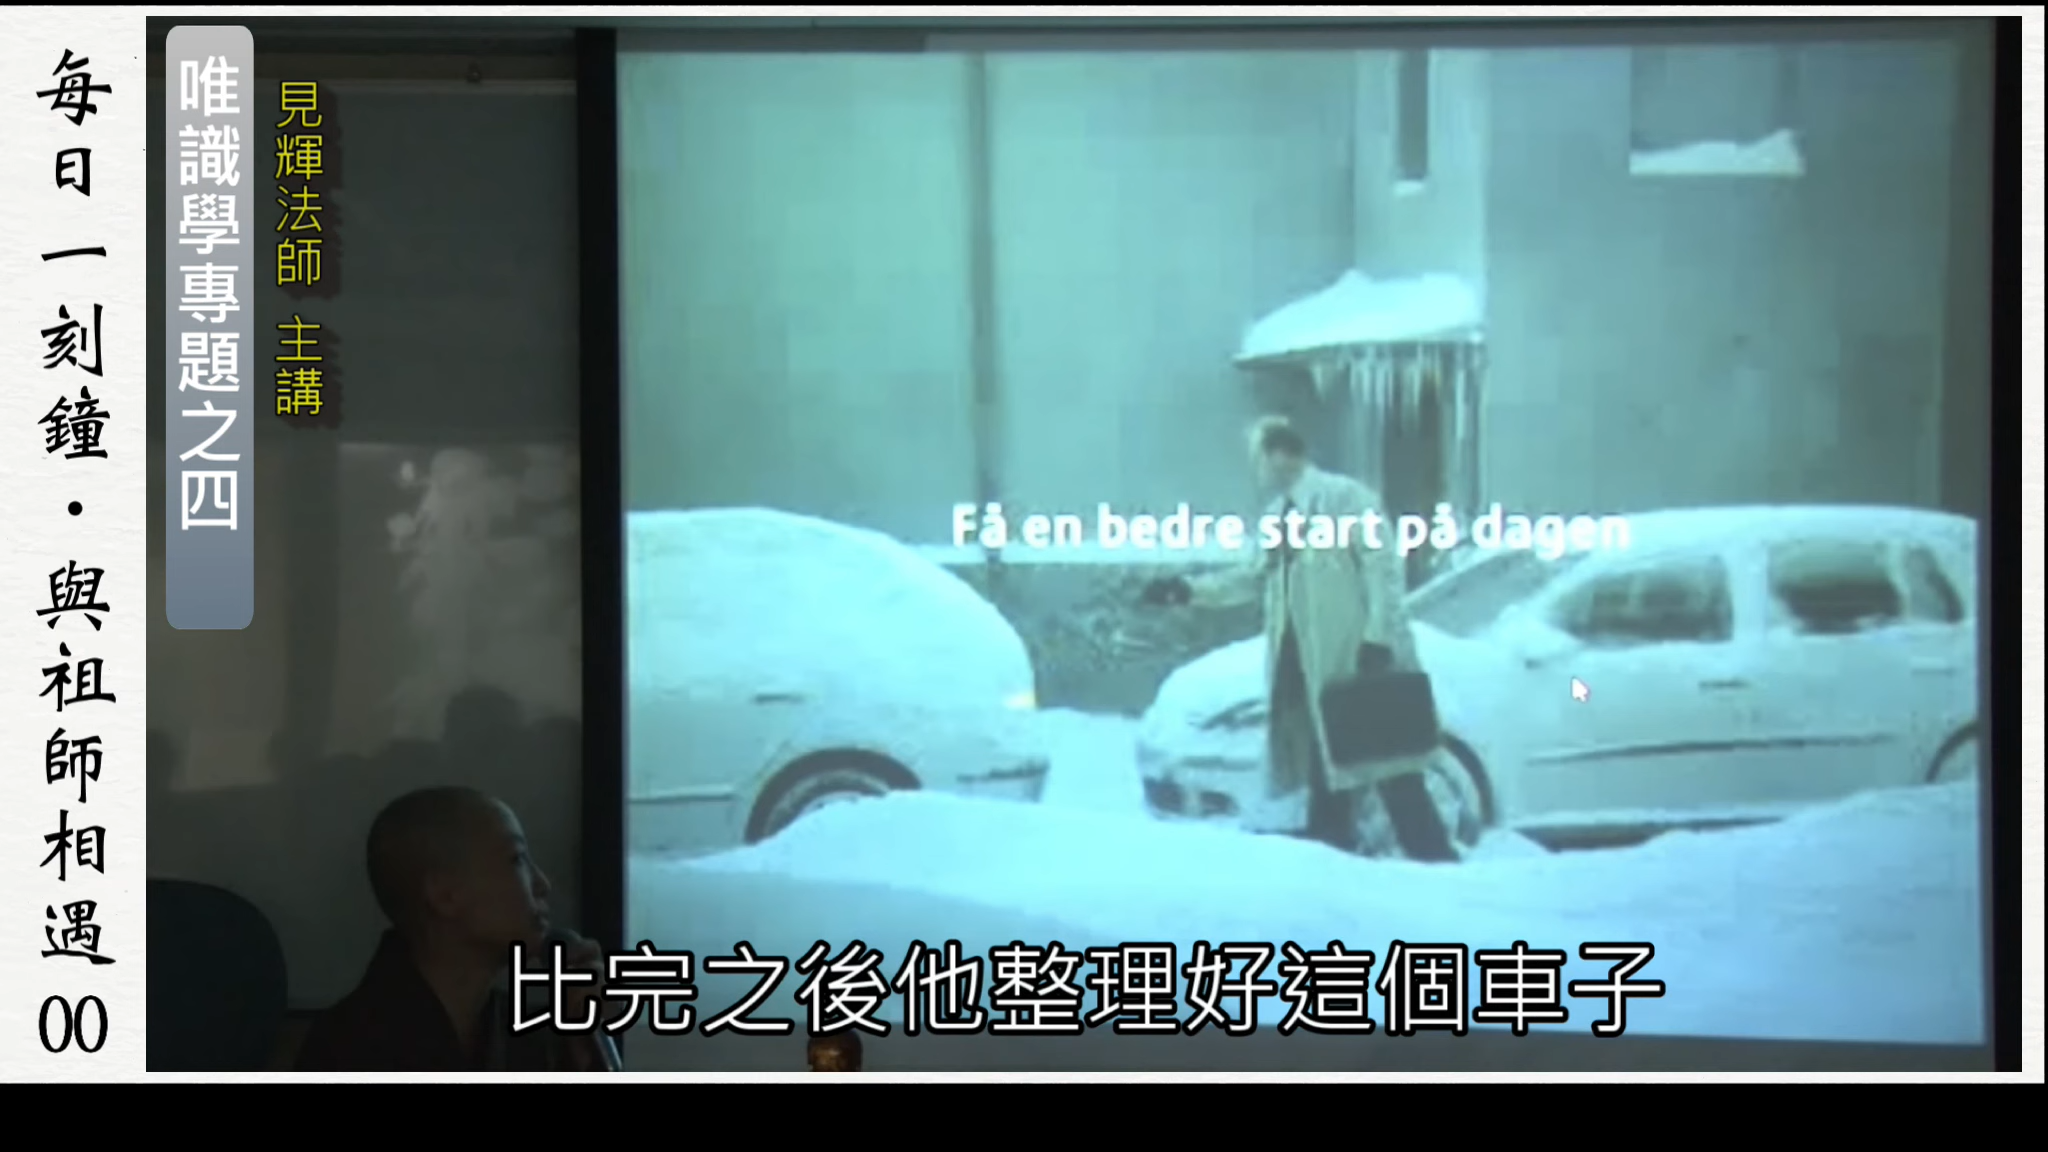 每日一刻鐘・與祖師相遇00
唯識學專題之四
見輝法師 主講
Få en bedre start på dagen
比完之後他整理好這個車子